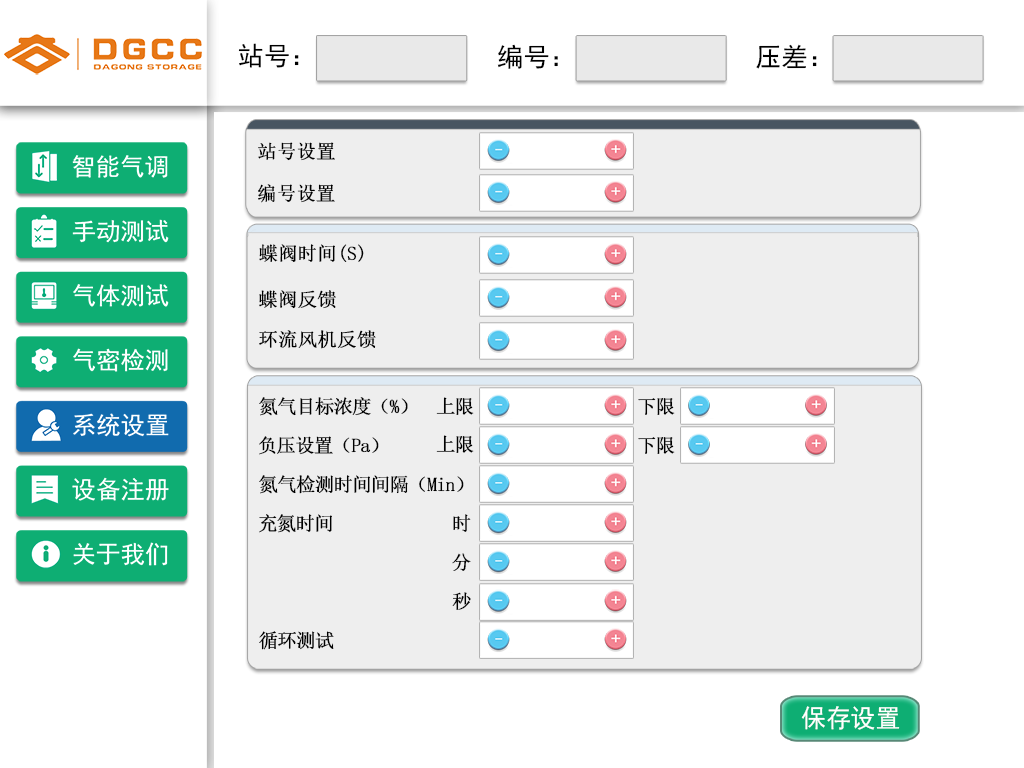 DGCC
DAGONG STORAGE
站号：
编号：
压差：
智能气调
手动测试
气体测试
气密检测
系统设置
设备注册
关于我们
站号设置
编号设置
蝶阀时间(S)
蝶阀反馈
环流风机反馈
氮气目标浓度（%） 上限 下限
负压设置（Pa） 上限 下限
氮气检测时间间隔（Min）
充氮时间 时
分
秒
循环测试
保存设置